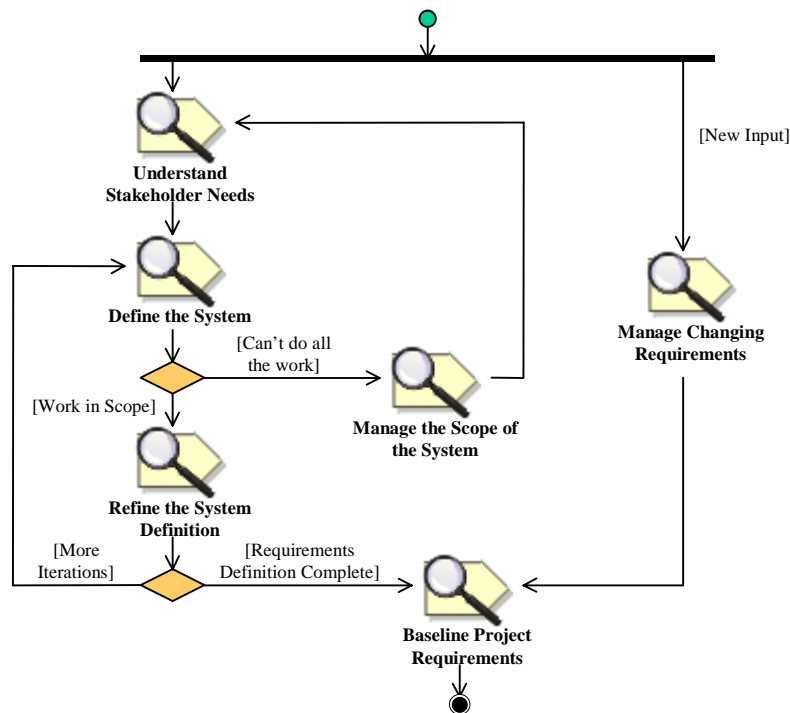 [New Input]
Understand
Stakeholder Needs
Define the System
[Can't do all
the work]
Manage Changing
Requirements
[Work in Scope]
Manage the Scope of
the System
Refine the System
Definition
[More
Iterations]
[Requirements
Definition Complete]
Baseline Project
Requirements